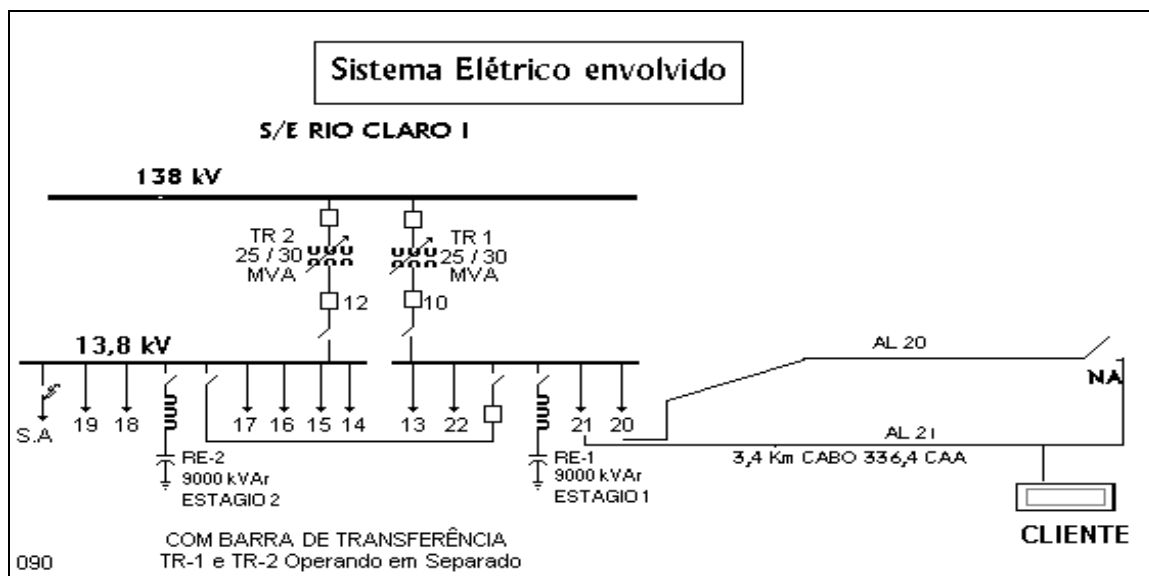 Sistema Elétrico envolvido
S/E RIO CLARO I
138 kV
TR 2
25 / 30
MVA
TR 1
25 / 30
MVA
12
10
13,8 kV
AL 20
NA
S.A
19
18
17
16
15
14
13
22
21
20
AL 21
3,4 Km CABO 336,4 CAA
RE-2
9000 kVAr
ESTAGIO 2
RE-1
9000 kVAr
ESTAGIO 1
CLIENTE
COM BARRA DE TRANSFERÊNCIA
090
TR-1 e TR-2 Operando em Separado